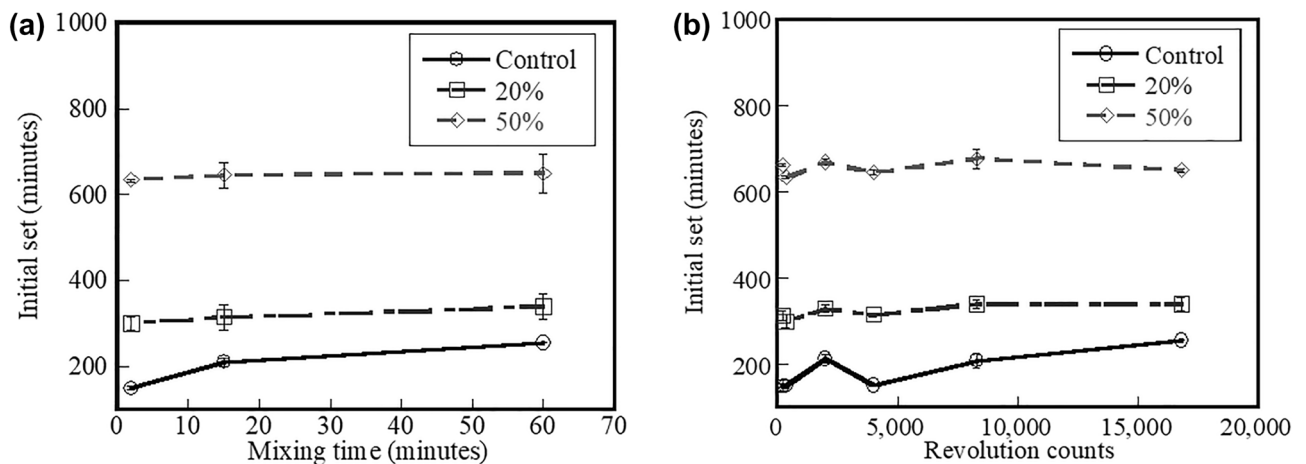 (a)
1000
800
600
400
200
Initial set (minutes)
Control
20%
50%
0 10 20 30 40 50 60 70
Mixing time (minutes)
(b)
1000
800
600
400
200
Initial set (minutes)
Control
20%
50%
0 5,000 10,000 15,000 20,000
Revolution counts